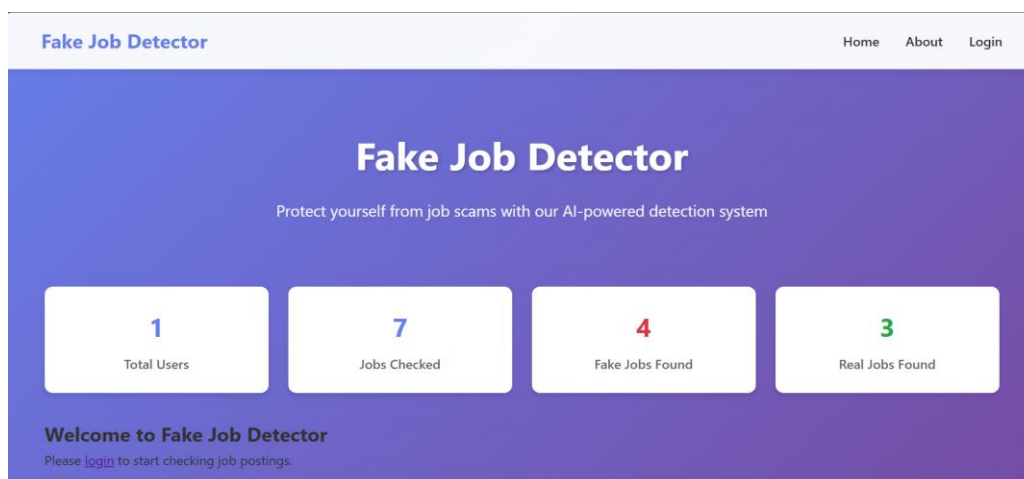 Fake Job Detector
Home About Login
Fake Job Detector
Protect yourself from job scams with our AI-powered detection system
1 7 4 3
Total Users Jobs Checked Fake Jobs Found Real Jobs Found
Welcome to Fake Job Detector
Please login to start checking job postings.